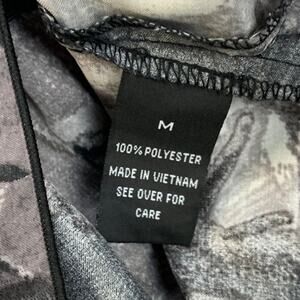 M
100% POLYESTER
MADE IN VIETNAM
SEE OVER FOR
CARE